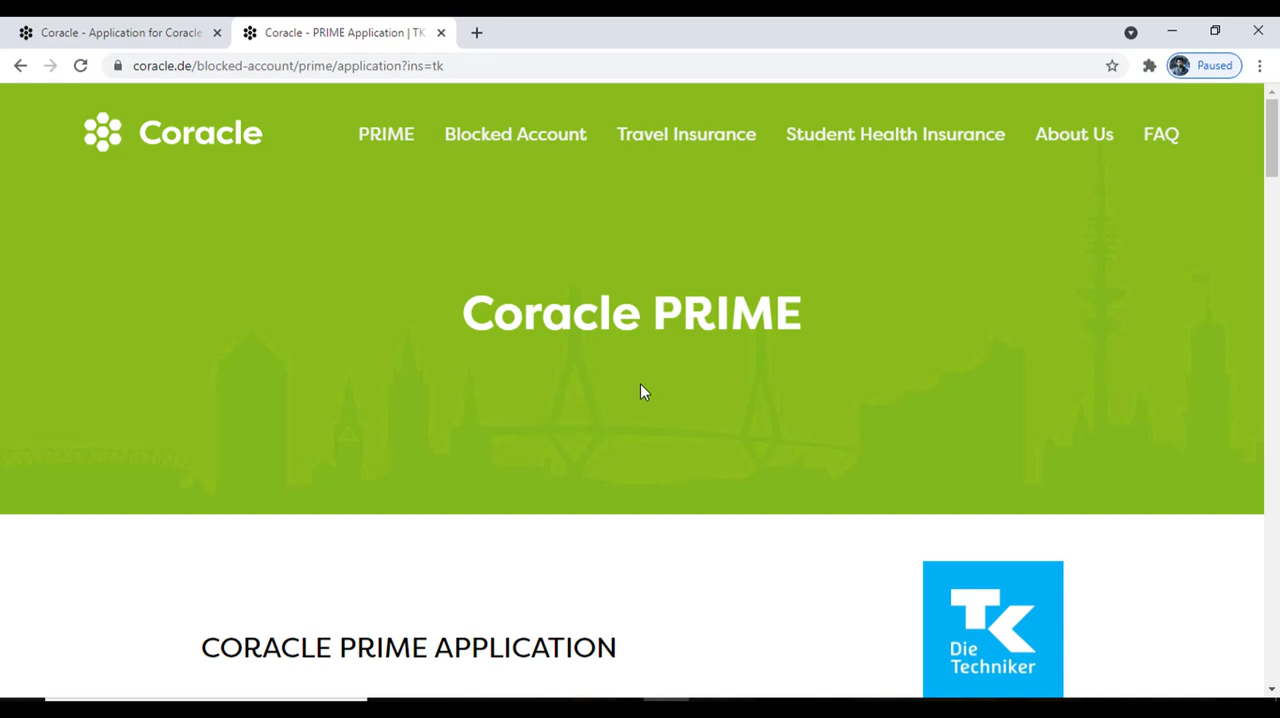 Coracle - Application for Coracle
Coracle - PRIME Application | TK
coracle.de/blocked-account/prime/application?ins=tk
Paused
Coracle
PRIME
Blocked Account
Travel Insurance
Student Health Insurance
About Us
FAQ
Coracle PRIME
CORACLE PRIME APPLICATION
TK
Die
Techniker